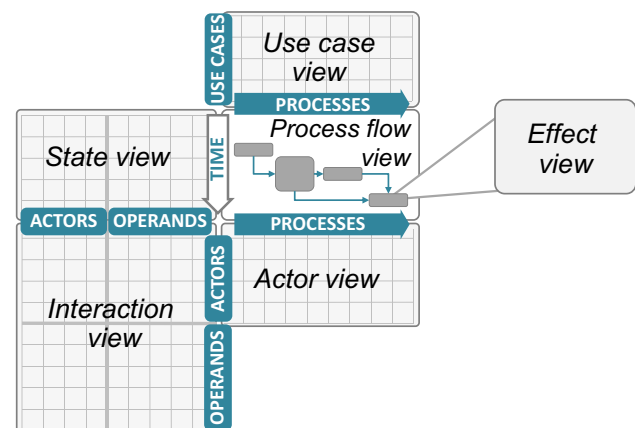 USE CASES
Use case
view
PROCESSES
State view
TIME
Process flow
view
Effect
view
ACTORS
OPERANDS
PROCESSES
Interaction
view
ACTORS
Actor view
OPERANDS